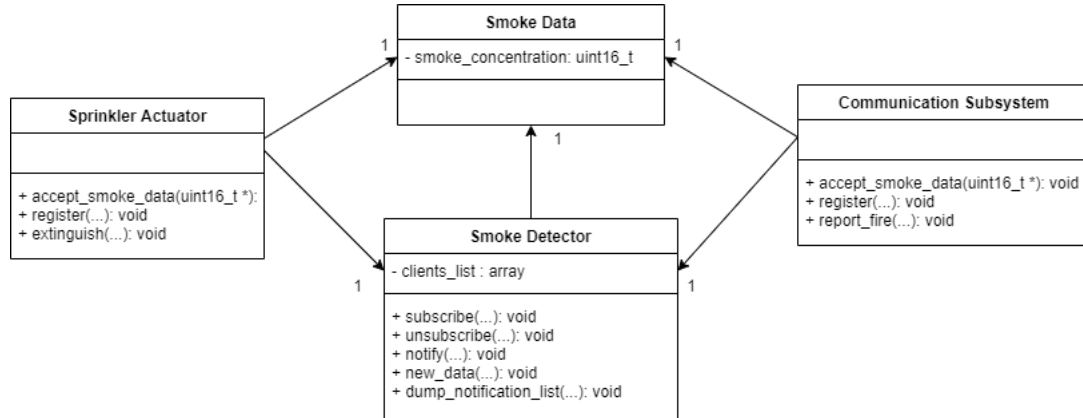 Smoke Data
- smoke_concentration: uint16_t
1
1
1
Sprinkler Actuator
+ accept_smoke_data(uint16_t *):
+ register(...): void
+ extinguish(...): void
Communication Subsystem
+ accept_smoke_data(uint16_t *): void
+ register(...): void
+ report_fire(...): void
Smoke Detector
- clients_list : array
1
1
+ subscribe(...): void
+ unsubscribe(...): void
+ notify(...): void
+ new_data(...): void
+ dump_notification_list(...): void